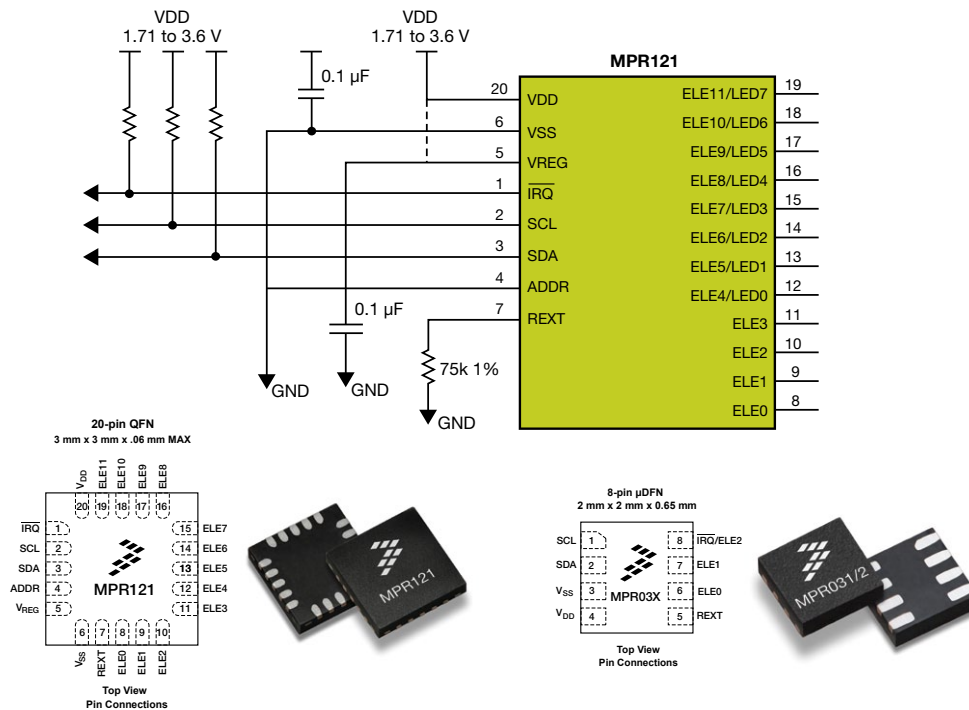 VDD
1.71 to 3.6 V
VDD
1.71 to 3.6 V
0.1 µF
MPR121
20
VDD
6
VSS
5
VREG
1
IRQ
2
SCL
3
SDA
4
ADDR
7
REXT
ELE11/LED7
19
ELE10/LED6
18
ELE9/LED5
17
ELE8/LED4
16
ELE7/LED3
15
ELE6/LED2
14
ELE5/LED1
13
ELE4/LED0
12
ELE3
11
ELE2
10
ELE1
9
ELE0
8
0.1 µF
75k 1%
GND
GND
GND
20-pin QFN
3 mm x 3 mm x .06 mm MAX
VDD
ELE11
ELE10
ELE9
ELE8
20
19
18
17
16
IRQ
1
SCL
2
SDA
3
ADDR
4
VREG
5
15
ELE7
14
ELE6
13
ELE5
12
ELE4
11
ELE3
MPR121
6
7
8
9
10
VSS
REXT
ELE0
ELE1
ELE2
Top View
Pin Connections
MPR121
8-pin µDFN
2 mm x 2 mm x 0.65 mm
SCL
1
SDA
2
VSS
3
VDD
4
8
IRQ/ELE2
7
ELE1
6
ELE0
5
REXT
MPR03X
Top View
Pin Connections
MPR031/2